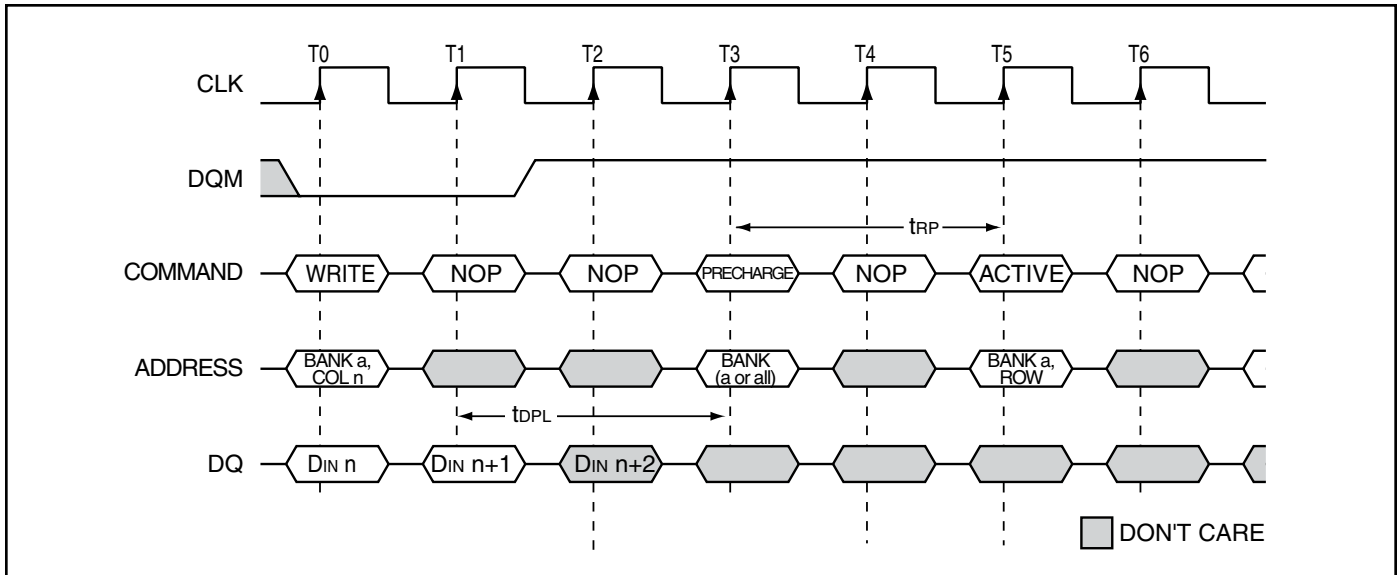 T0 T1 T2 T3 T4 T5 T6
CLK
DQM
tRP
COMMAND WRITE NOP NOP PRECHARGE NOP ACTIVE NOP
ADDRESS BANK a, COL n BANK (a or all) BANK a, ROW
tDPL
DQ DIN n DIN n+1 DIN n+2
DON'T CARE